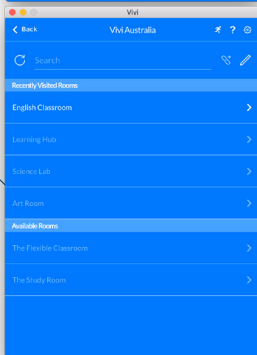 Vivi
Back
Vivi Australia
?
Search
Recently Visited Rooms
English Classroom
Learning Hub
Science Lab
Art Room
Available Rooms
The Flexible Classroom
The Study Room